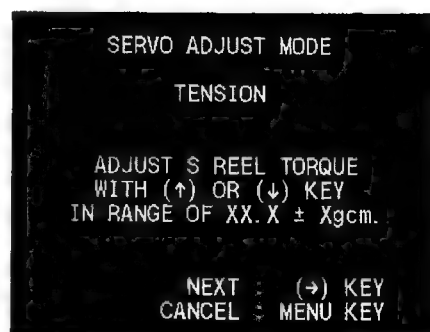 SERVO ADJUST MODE
TENSION
ADJUST S REEL TORQUE
WITH (↑) OR (↓) KEY
IN RANGE OF XX.X ± Xgcm.
NEXT : (→) KEY
CANCEL : MENU KEY